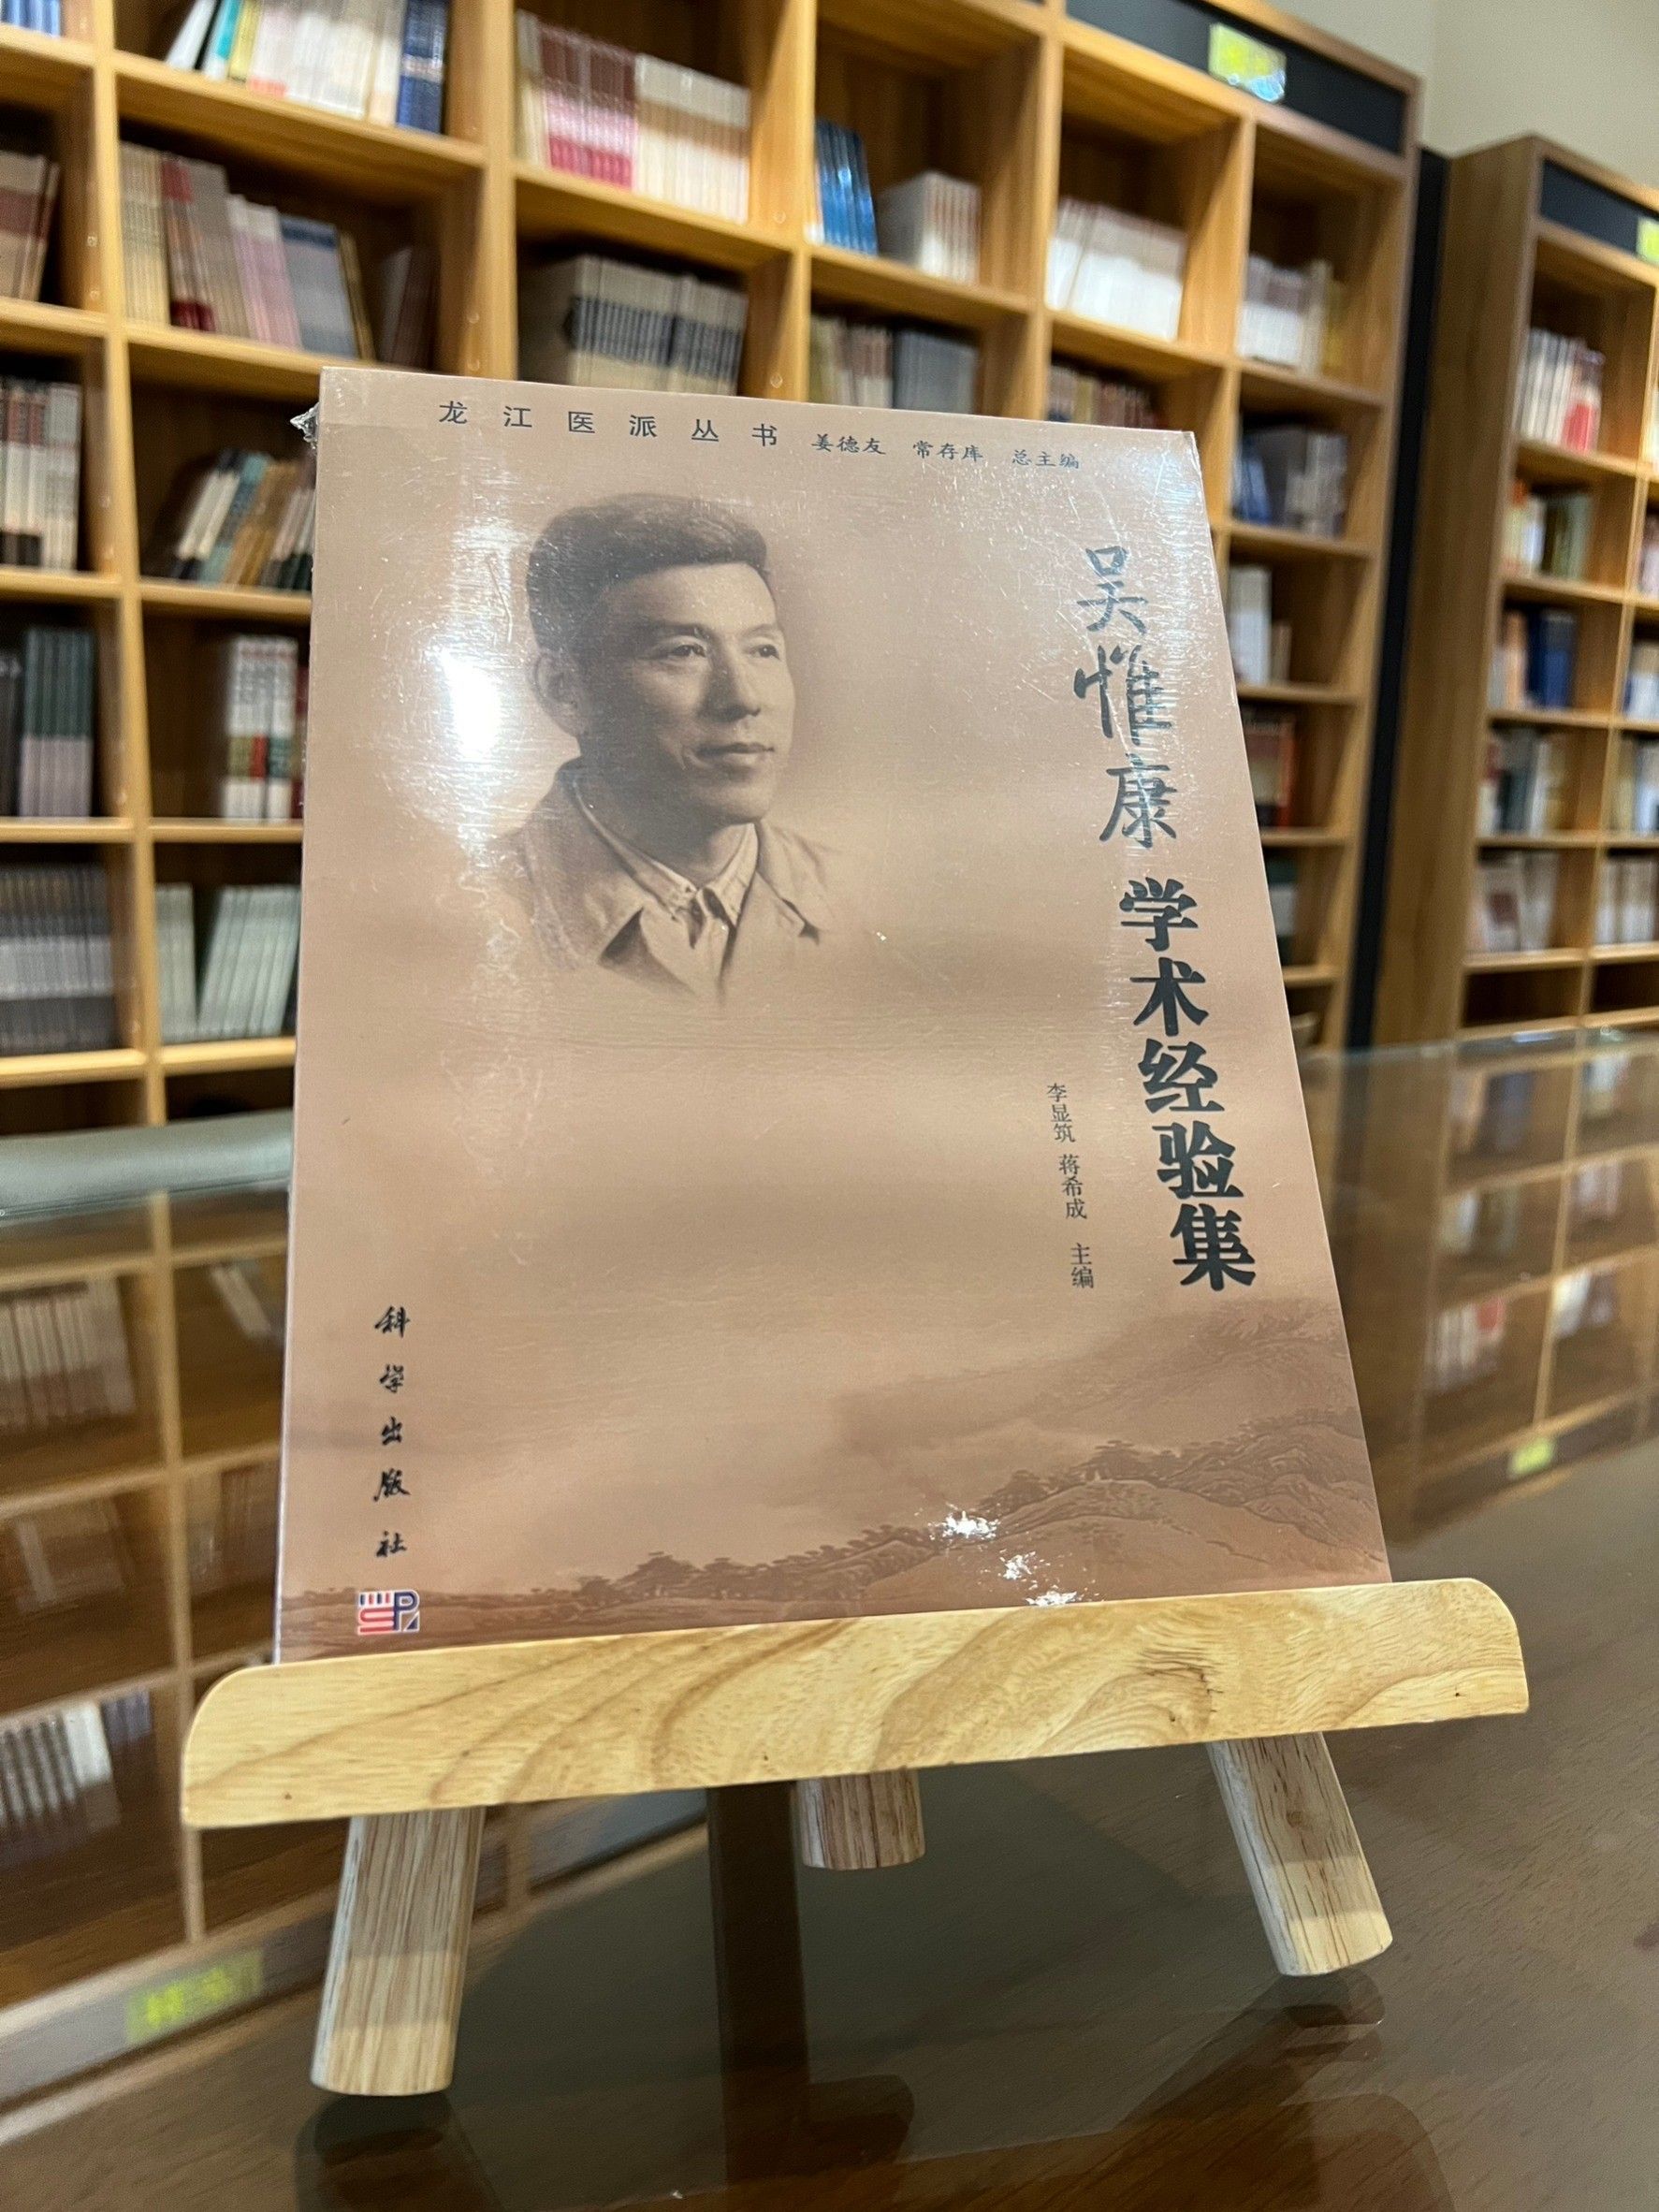 龙江医派丛书 姜德友 常存库 总主编
吴惟康学术经验集
李显筑 蒋希成 主编
科学出版社